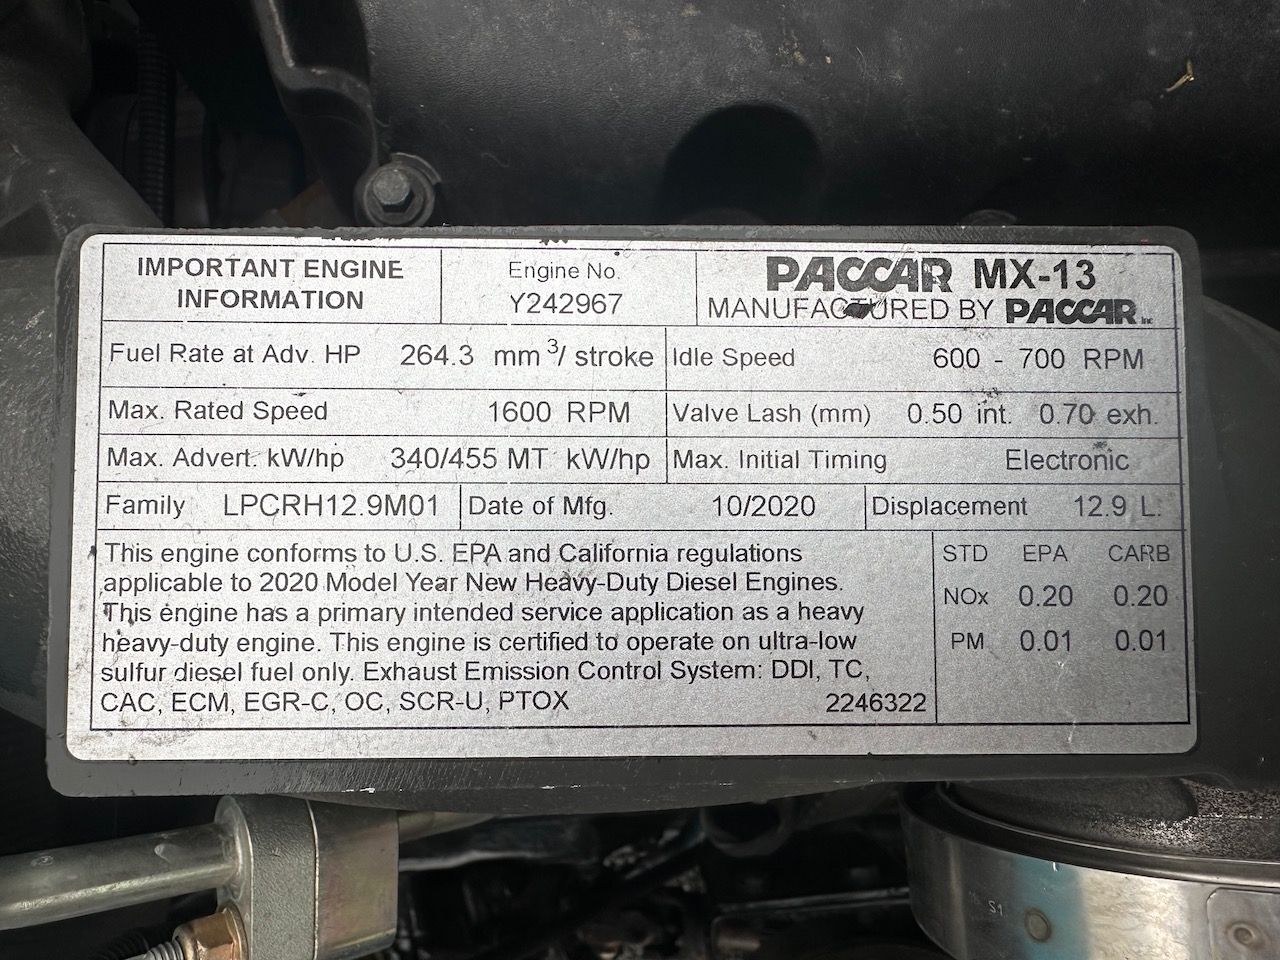 IMPORTANT ENGINE
INFORMATION
Engine No.
Y242967
PACCAR MX-13
MANUFACTURED BY PACCAR INC
Fuel Rate at Adv. HP 264.3 mm³/ stroke
Idle Speed 600 - 700 RPM
Max. Rated Speed 1600 RPM
Valve Lash (mm) 0.50 int. 0.70 exh.
Max. Advert. kW/hp 340/455 MT kW/hp
Max. Initial Timing Electronic
Family LPCRH12.9M01
Date of Mfg. 10/2020
Displacement 12.9 L.
This engine conforms to U.S. EPA and California regulations
applicable to 2020 Model Year New Heavy-Duty Diesel Engines.
This engine has a primary intended service application as a heavy
heavy-duty engine. This engine is certified to operate on ultra-low
sulfur diesel fuel only. Exhaust Emission Control System: DDI, TC,
CAC, ECM, EGR-C, OC, SCR-U, PTOX
2246322
STD EPA CARB
NOx 0.20 0.20
PM 0.01 0.01
S1